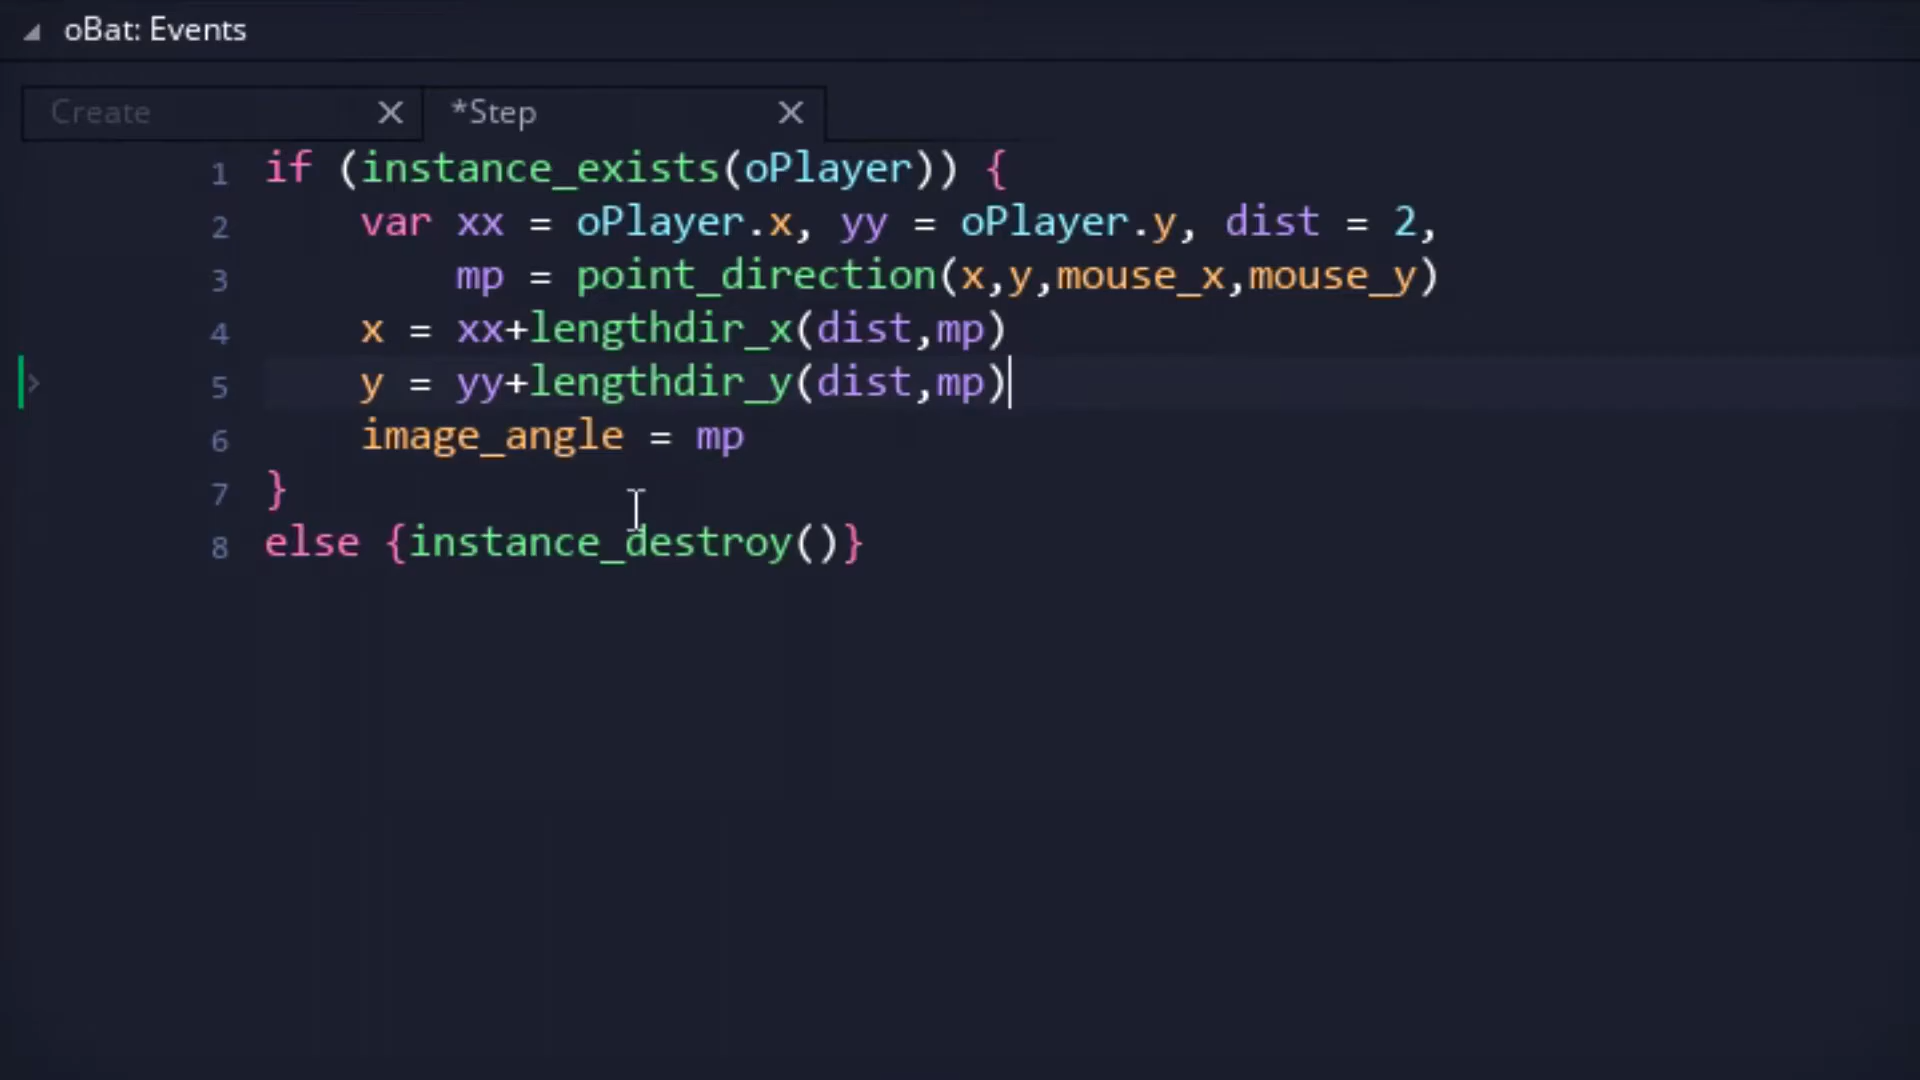 oBat: Events
Create *Step
1 if (instance_exists(oPlayer)) {
2 var xx = oPlayer.x, yy = oPlayer.y, dist = 2,
3 mp = point_direction(x,y,mouse_x,mouse_y)
4 x = xx+lengthdir_x(dist,mp)
5 y = yy+lengthdir_y(dist,mp)
6 image_angle = mp
7 }
8 else {instance_destroy()}